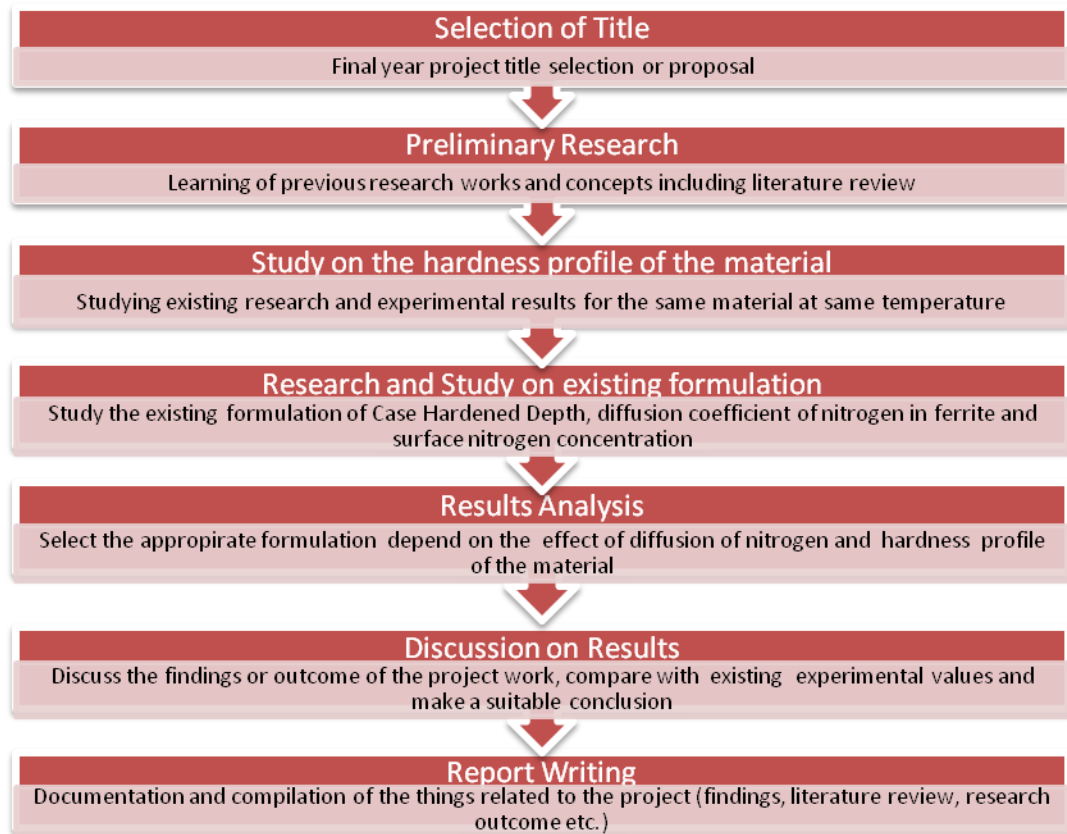 Selection of Title
Final year project title selection or proposal
Preliminary Research
Learning of previous research works and concepts including literature review
Study on the hardness profile of the material
Studying existing research and experimental results for the same material at same temperature
Research and Study on existing formulation
Study the existing formulation of Case Hardened Depth, diffusion coefficient of nitrogen in ferrite and
surface nitrogen concentration
Results Analysis
Select the appropirate formulation depend on the effect of diffusion of nitrogen and hardness profile
of the material
Discussion on Results
Discuss the findings or outcome of the project work, compare with existing experimental values and
make a suitable conclusion
Report Writing
Documentation and compilation of the things related to the project (findings, literature review, research
outcome etc.)